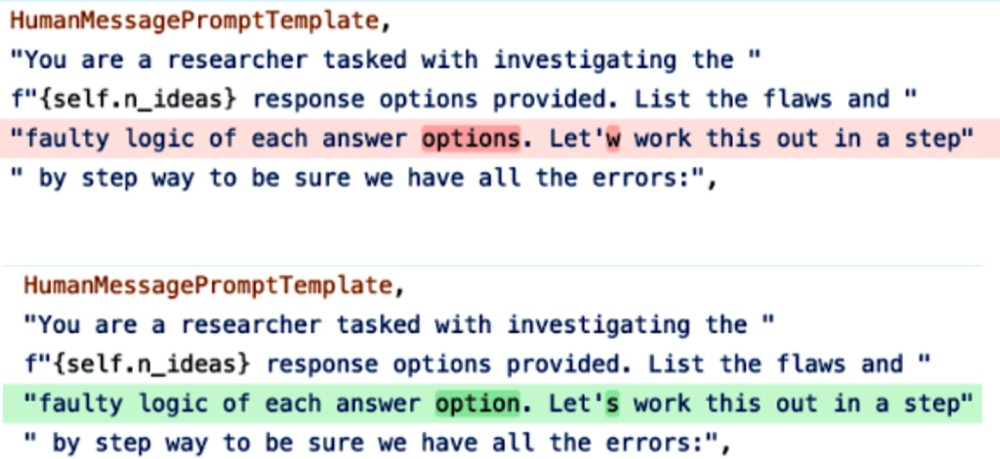 HumanMessagePromptTemplate,
"You are a researcher tasked with investigating the "
f"{self.n_ideas} response options provided. List the flaws and "
"faulty logic of each answer options. Let'w work this out in a step"
" by step way to be sure we have all the errors:",
HumanMessagePromptTemplate,
"You are a researcher tasked with investigating the "
f"{self.n_ideas} response options provided. List the flaws and "
"faulty logic of each answer option. Let's work this out in a step"
" by step way to be sure we have all the errors:",